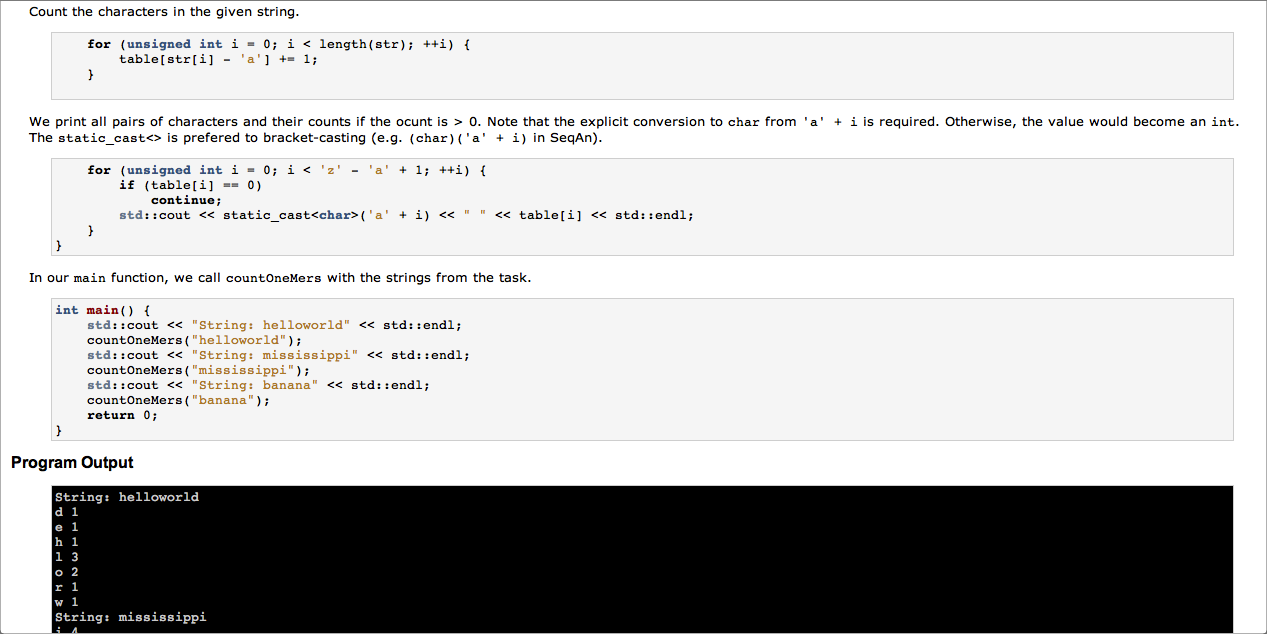 Count the characters in the given string.
for (unsigned int i = 0; i < length(str); ++i) {
table[str[i] - 'a'] += 1;
}
We print all pairs of characters and their counts if the ocunt is > 0. Note that the explicit conversion to char from 'a' + i is required. Otherwise, the value would become an int.
The static_cast<> is prefered to bracket-casting (e.g. (char)('a' + i) in SeqAn).
for (unsigned int i = 0; i < 'z' - 'a' + 1; ++i) {
if (table[i] == 0)
continue;
std::cout << static_cast<char>('a' + i) << " " << table[i] << std::endl;
}
}
In our main function, we call countOneMers with the strings from the task.
int main() {
std::cout << "String: helloworld" << std::endl;
countOneMers("helloworld");
std::cout << "String: mississippi" << std::endl;
countOneMers("mississippi");
std::cout << "String: banana" << std::endl;
countOneMers("banana");
return 0;
}
Program Output
String: helloworld
d 1
e 1
h 1
l 3
o 2
r 1
w 1
String: mississippi
i 4